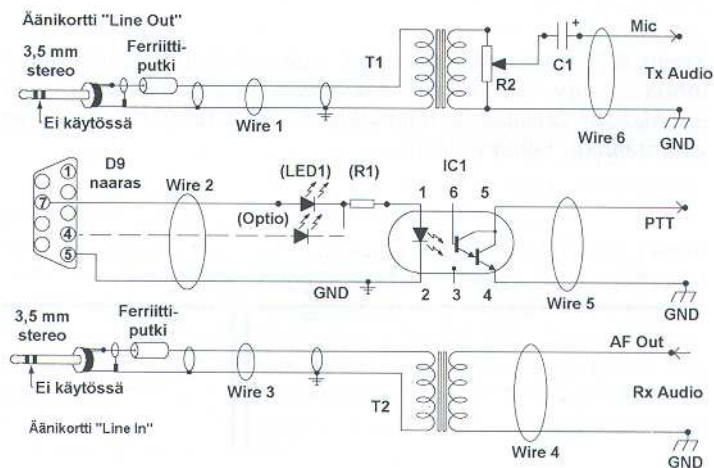 Äänikortti "Line Out"
3,5 mm
stereo
Ferriitti-
putki
Ei käytössä
Wire 1
T1
R2
C1
+
Mic
Tx Audio
Wire 6
GND
D9
naaras
1
7
4
5
Wire 2
(LED1)
(R1)
(Optio)
GND
IC1
1 6 5
2 3 4
PTT
Wire 5
GND
3,5 mm
stereo
Ferriitti-
putki
Ei käytössä
Wire 3
Äänikortti "Line In"
T2
AF Out
Rx Audio
Wire 4
GND